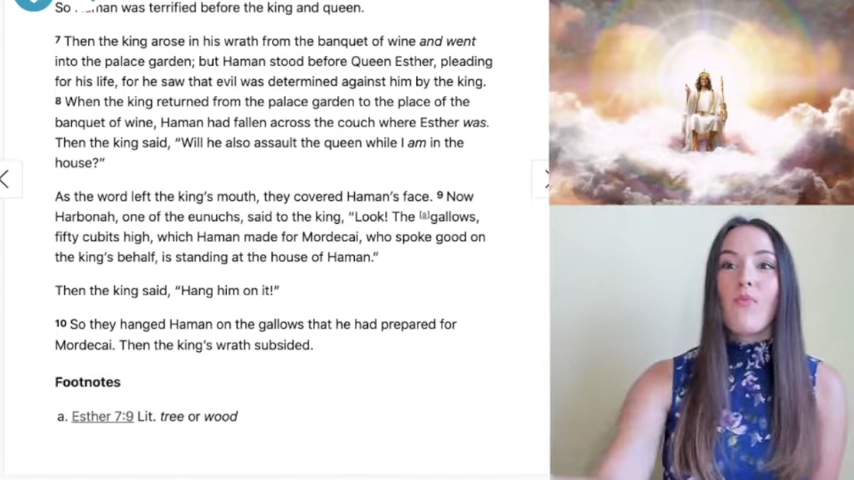 So Haman was terrified before the king and queen.
7 Then the king arose in his wrath from the banquet of wine and went
into the palace garden; but Haman stood before Queen Esther, pleading
for his life, for he saw that evil was determined against him by the king.
8 When the king returned from the palace garden to the place of the
banquet of wine, Haman had fallen across the couch where Esther was.
Then the king said, “Will he also assault the queen while I am in the
house?”
As the word left the king’s mouth, they covered Haman’s face. 9 Now
Harbonah, one of the eunuchs, said to the king, “Look! The [a]gallows,
fifty cubits high, which Haman made for Mordecai, who spoke good on
the king’s behalf, is standing at the house of Haman.”
Then the king said, “Hang him on it!”
10 So they hanged Haman on the gallows that he had prepared for
Mordecai. Then the king’s wrath subsided.
Footnotes
a. Esther 7:9 Lit. tree or wood